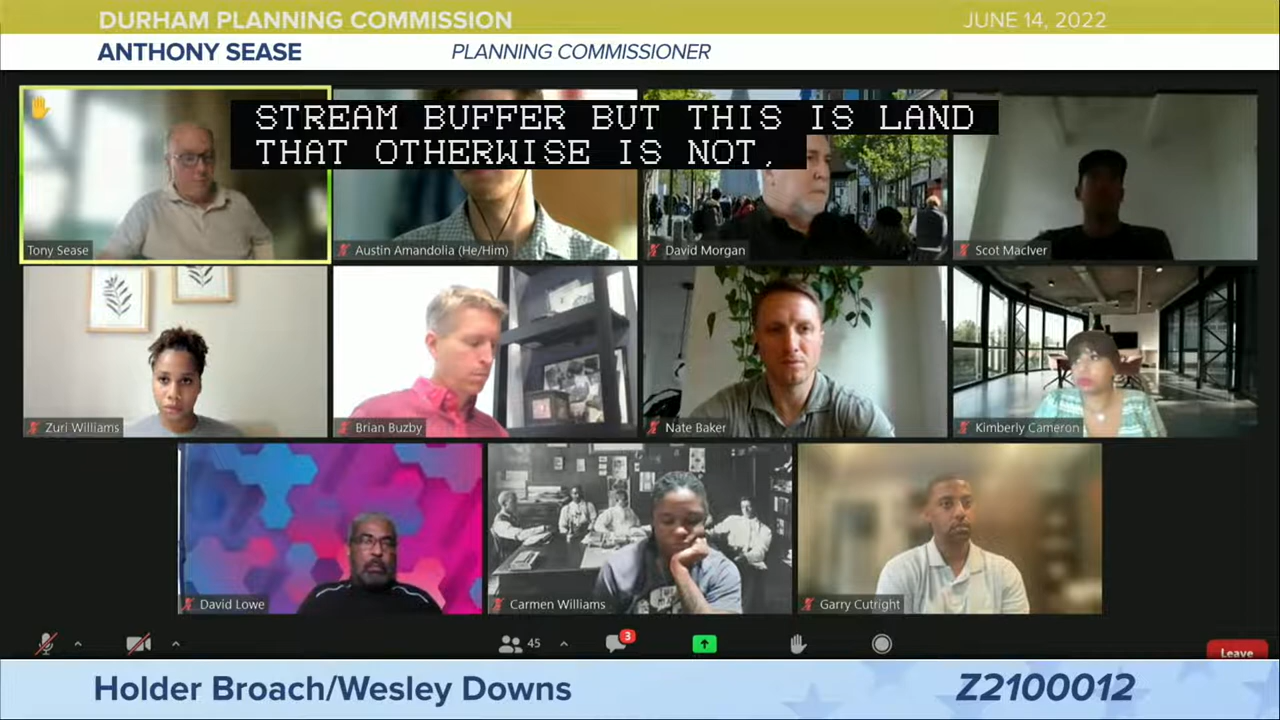 DURHAM PLANNING COMMISSION JUNE 14, 2022
ANTHONY SEASE PLANNING COMMISSIONER
STREAM BUFFER BUT THIS IS LAND
THAT OTHERWISE IS NOT,
Tony Sease
Austin Amandolia (He/Him)
David Morgan
Scot MacIver
Zuri Williams
Brian Buzby
Nate Baker
Kimberly Cameron
David Lowe
Carmen Williams
Garry Cutright
45
3
Leave
Holder Broach/Wesley Downs Z2100012